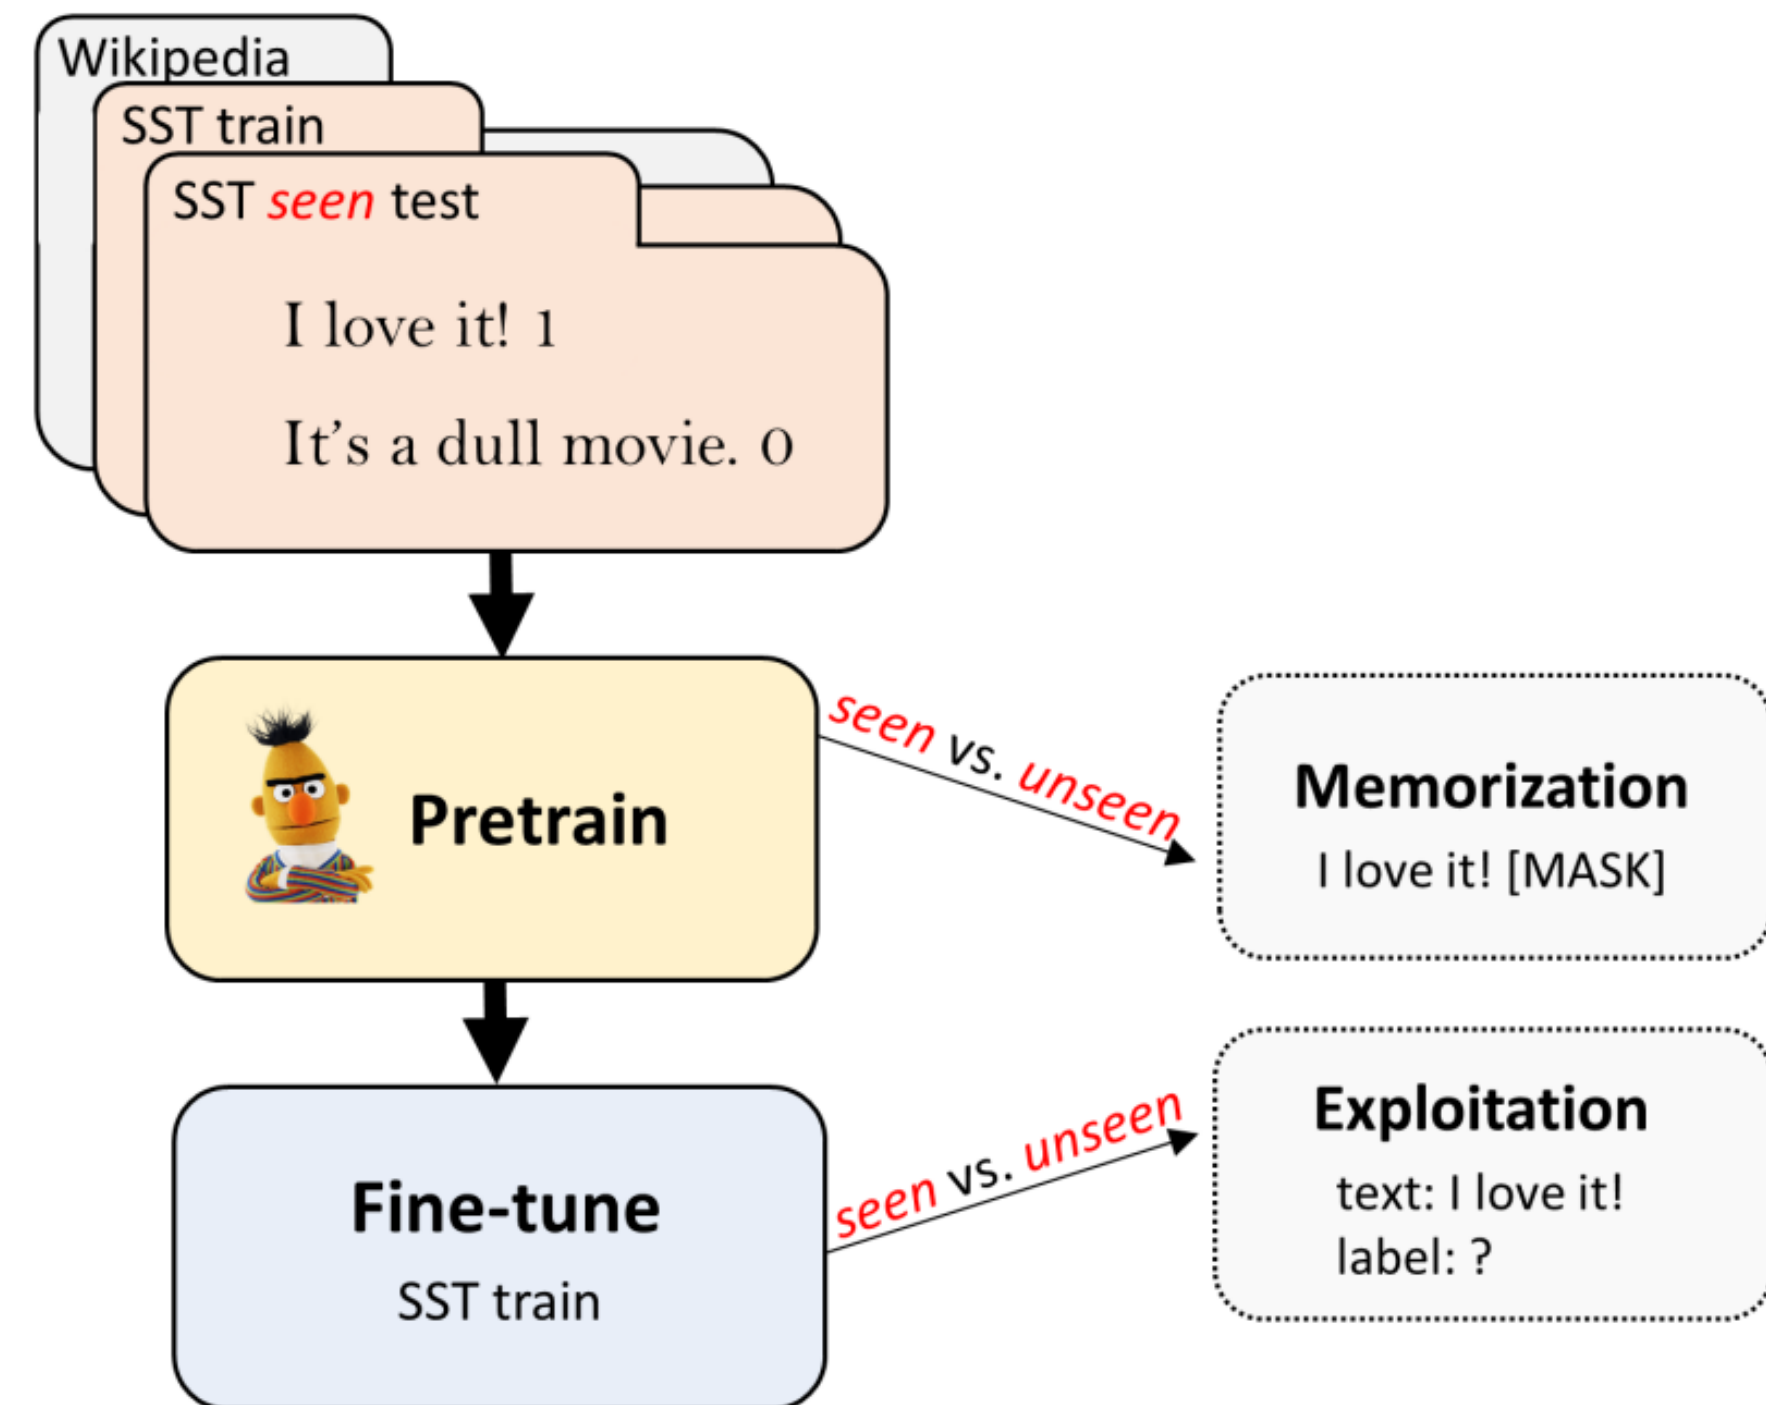 Wikipedia
SST train
SST seen test
I love it! 1
It's a dull movie. 0
Pretrain
seen vs. unseen
Memorization
I love it! [MASK]
Fine-tune
SST train
seen vs. unseen
Exploitation
text: I love it!
label: ?